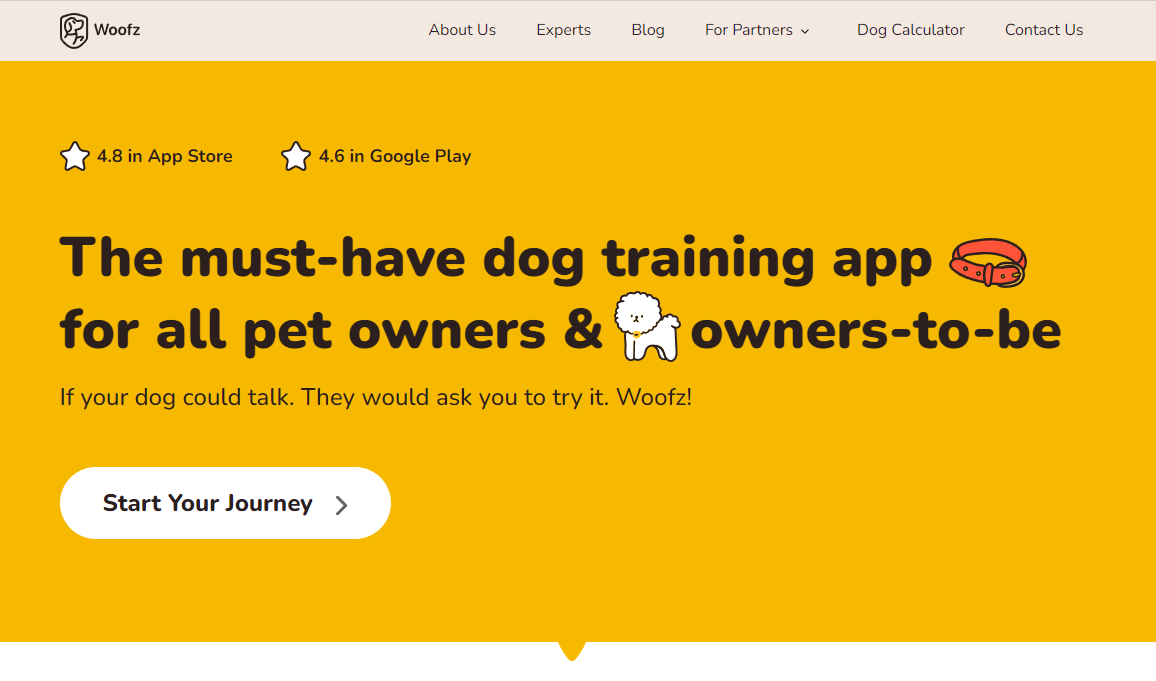 Woofz
About Us
Experts
Blog
For Partners
Dog Calculator
Contact Us
4.8 in App Store
4.6 in Google Play
The must-have dog training app
for all pet owners & owners-to-be
If your dog could talk. They would ask you to try it. Woofz!
Start Your Journey